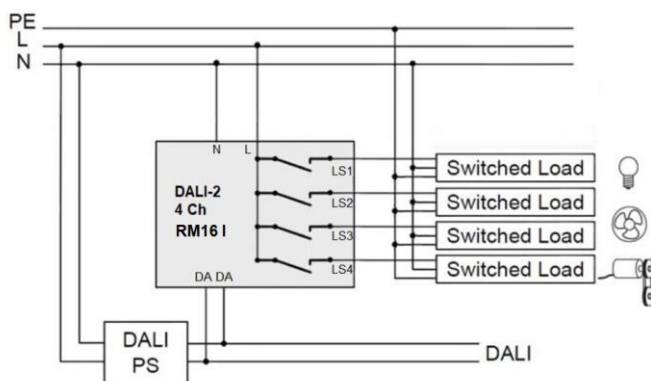 PE
L
N
N L
DALI-2
4 Ch
RM16 I
LS1
LS2
LS3
LS4
DA DA
Switched Load
Switched Load
Switched Load
Switched Load
DALI
PS
DALI